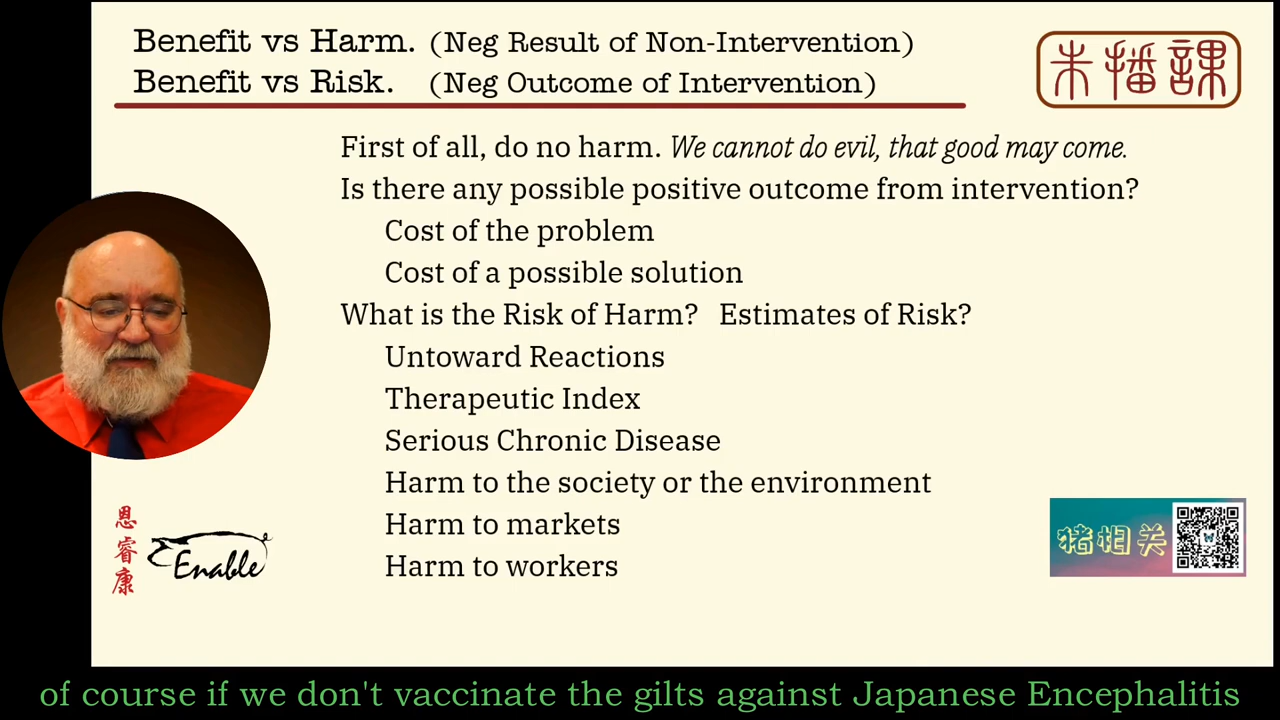 Benefit vs Harm. (Neg Result of Non-Intervention)
Benefit vs Risk. (Neg Outcome of Intervention)
未播課
First of all, do no harm. We cannot do evil, that good may come.
Is there any possible positive outcome from intervention?
Cost of the problem
Cost of a possible solution
What is the Risk of Harm? Estimates of Risk?
Untoward Reactions
Therapeutic Index
Serious Chronic Disease
Harm to the society or the environment
Harm to markets
Harm to workers
恩睿康
Enable
猪相关
of course if we don't vaccinate the gilts against Japanese Encephalitis